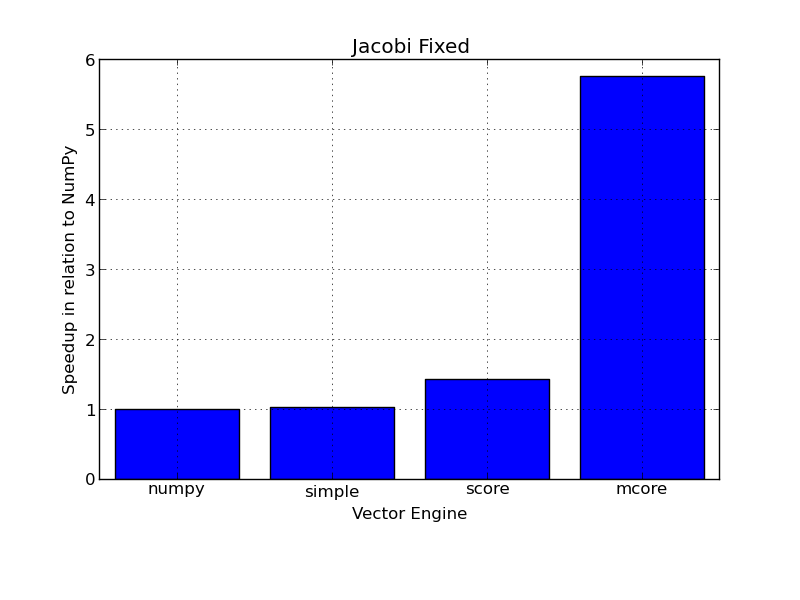 Jacobi Fixed
6
5
4
3
2
1
0
Speedup in relation to NumPy
numpy simple score mcore
Vector Engine